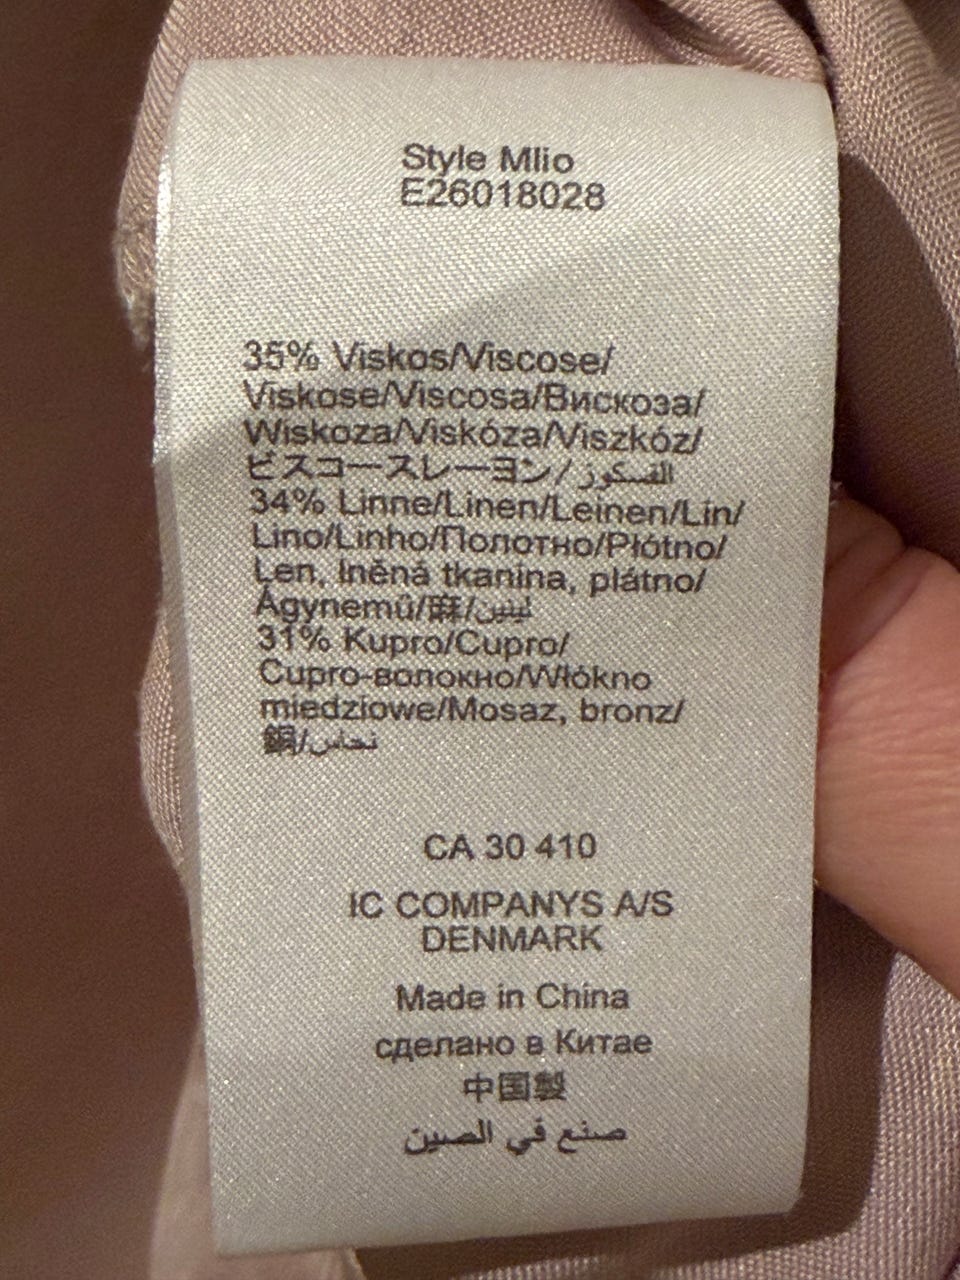 Style Mlio
E26018028
35% Viskos/Viscose/
Viskose/Viscosa/Вискоза/
Wiskoza/Viskóza/Viszkóz/
ビスコースレーヨン/الفسكوز
34% Linne/Linen/Leinen/Lin/
Lino/Linho/Полотно/Płótno/
Len, lněná tkanina, plátno/
Ágynemű/麻/لينين
31% Kupro/Cupro/
Cupro-волокно/Włókno
miedziowe/Mosaz, bronz/
銅/نحاس
CA 30 410
IC COMPANYS A/S
DENMARK
Made in China
сделано в Китае
中国製
صنع في الصين